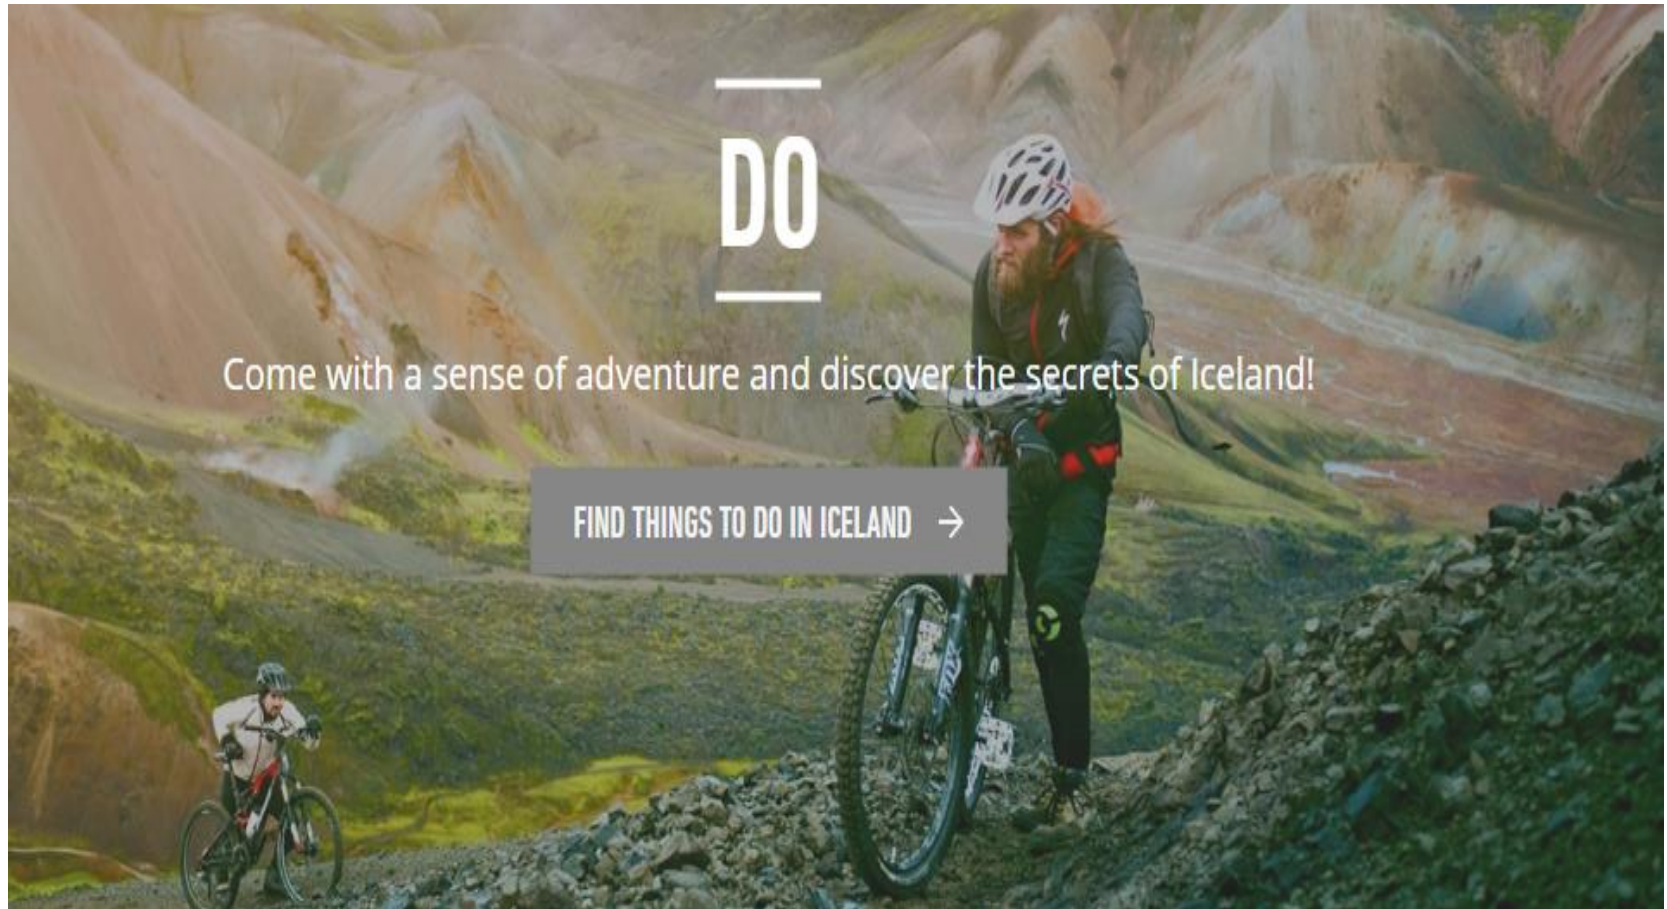 DO
Come with a sense of adventure and discover the secrets of Iceland!
FIND THINGS TO DO IN ICELAND →